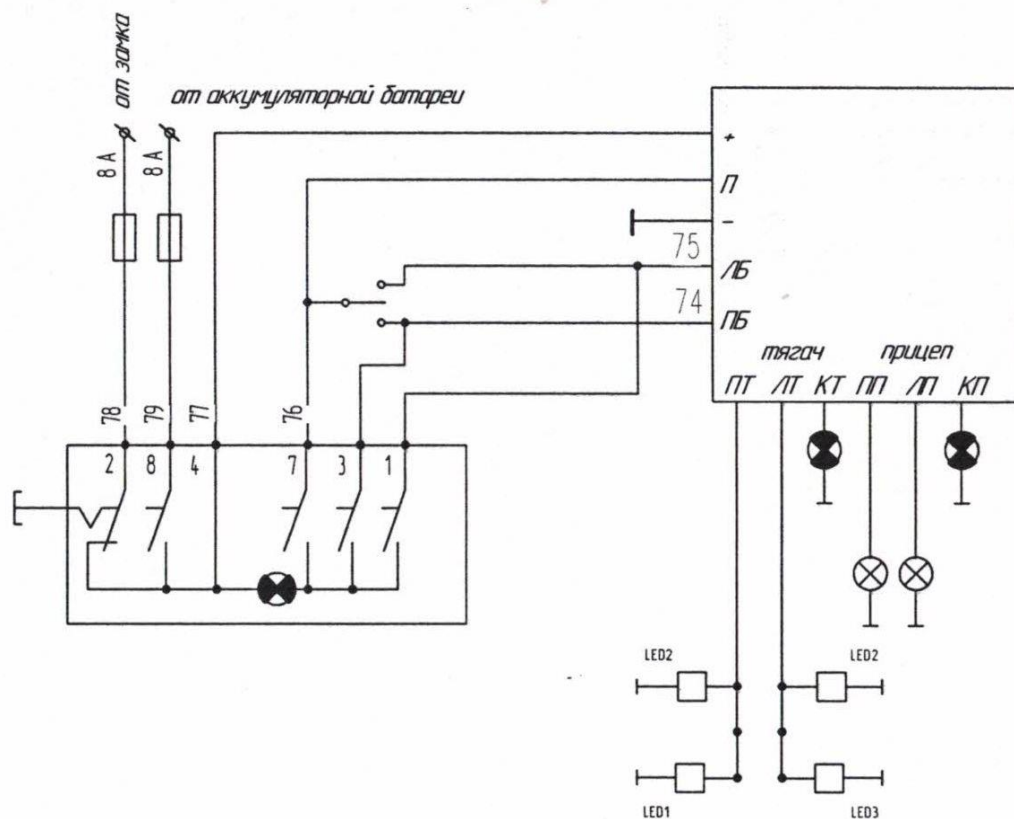 от замка
от аккумуляторной батареи
8 А
8 А
+
П
-
75
ЛБ
74
ПБ
тягач
прицеп
ПТ ЛТ КТ ПП ЛП КП
78
79
77
76
2
8
4
7
3
1
LED2
LED2
LED1
LED3